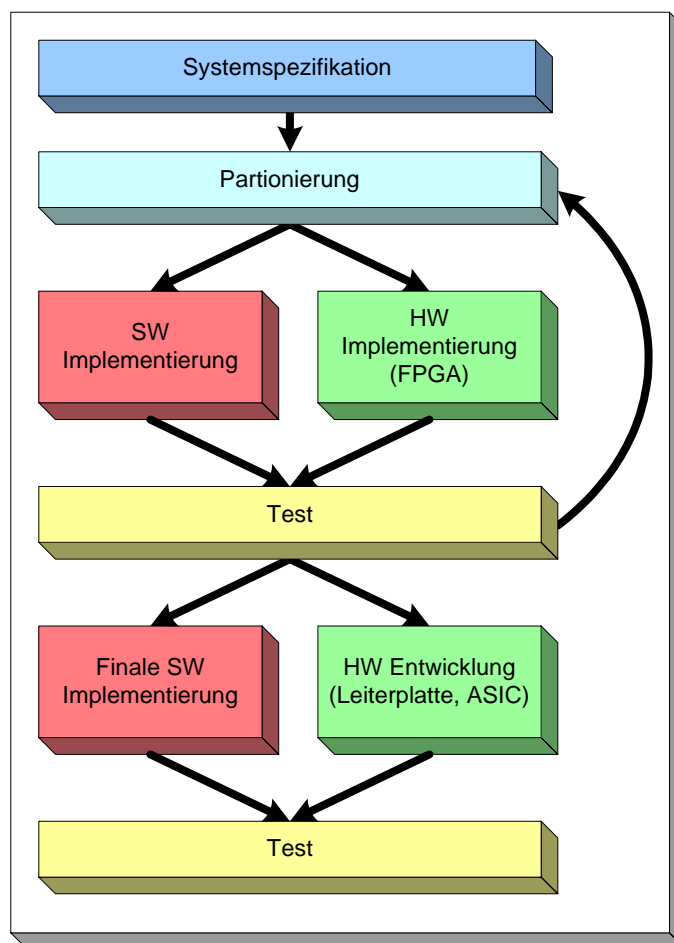 Systemspezifikation
Partionierung
SW
Implementierung
HW
Implementierung
(FPGA)
Test
Finale SW
Implementierung
HW Entwicklung
(Leiterplatte, ASIC)
Test